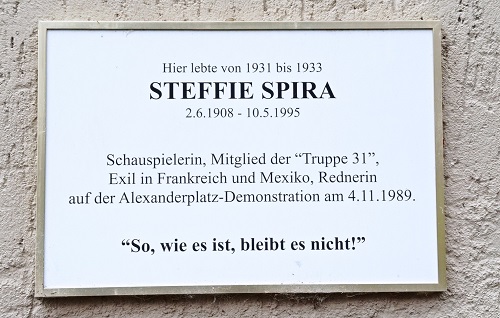 Hier lebte von 1931 bis 1933
STEFFIE SPIRA
2.6.1908 - 10.5.1995
Schauspielerin, Mitglied der “Truppe 31”,
Exil in Frankreich und Mexiko, Rednerin
auf der Alexanderplatz-Demonstration am 4.11.1989.
“So, wie es ist, bleibt es nicht!”